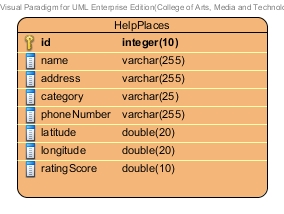 Visual Paradigm for UML Enterprise Edition(College of Arts, Media and Technolo
HelpPlaces
id integer(10)
name varchar(255)
address varchar(255)
category varchar(25)
phoneNumber varchar(255)
latitude double(20)
longitude double(20)
ratingScore double(10)